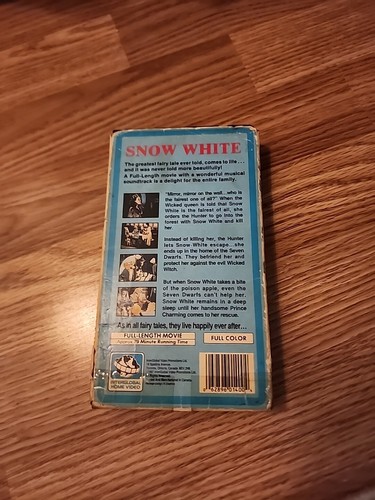 SNOW WHITE
The greatest fairy tale ever told, comes to life...
and it was never told more beautifully!
A Full-Length movie with a wonderful musical
soundtrack is a delight for the entire family.
"Mirror, mirror on the wall...who is
the fairest one of all?" When the
Wicked queen is told that Snow
White is the fairest of all, she
orders the Hunter to go into the
forest with Snow White and kill
her.
Instead of killing her, the Hunter
lets Snow White escape...she
ends up in the home of the Seven
Dwarfs. They befriend her and
protect her against the evil Wicked
Witch.
But when Snow White takes a bite
of the poison apple, even the
Seven Dwarfs can't help her.
Snow White remains in a deep
sleep until her handsome Prince
Charming comes to her rescue.
As in all fairy tales, they live happily ever after...
FULL-LENGTH MOVIE
Approx. Minute Running Time
FULL COLOR
INTERGLOBAL
HOME VIDEO